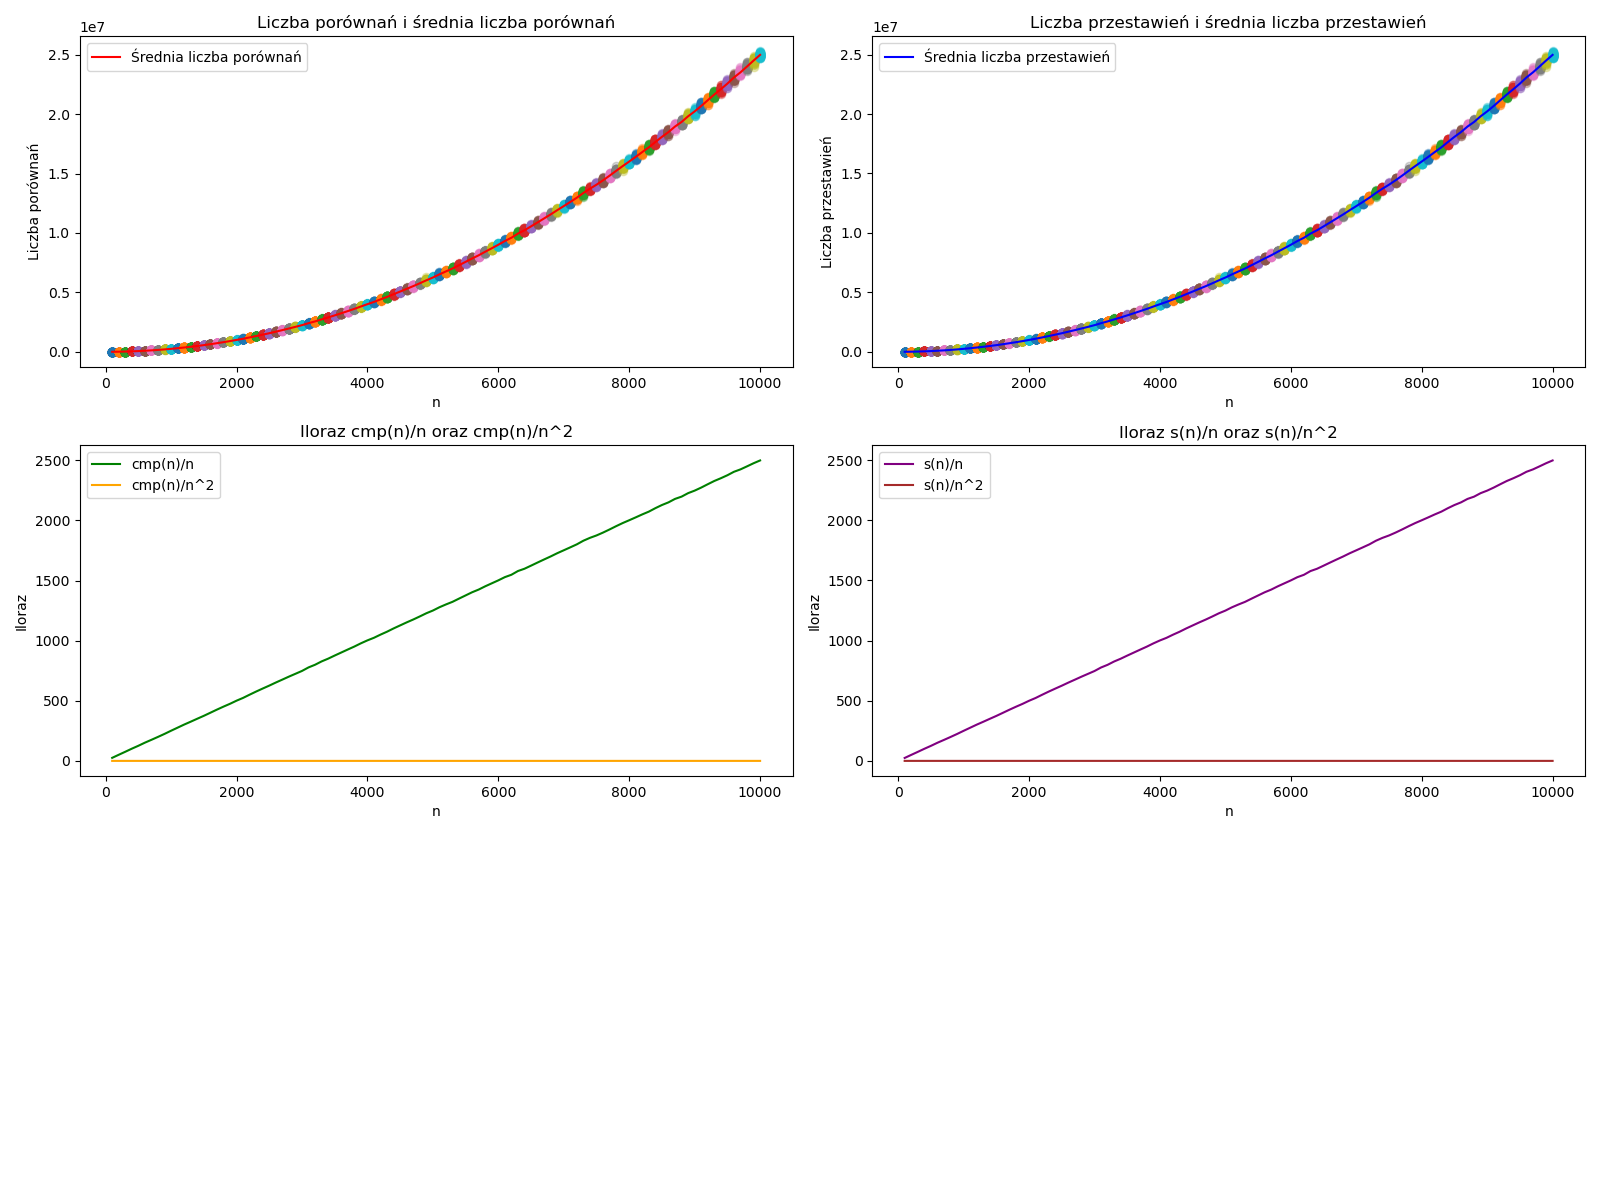 Liczba porównań i średnia liczba porównań
1e7
Średnia liczba porównań
2.5
2.0
1.5
1.0
0.5
0.0
Liczba porównań
0 2000 4000 6000 8000 10000
n
Liczba przestawień i średnia liczba przestawień
1e7
Średnia liczba przestawień
2.5
2.0
1.5
1.0
0.5
0.0
Liczba przestawień
0 2000 4000 6000 8000 10000
n
Iloraz cmp(n)/n oraz cmp(n)/n^2
cmp(n)/n
cmp(n)/n^2
2500
2000
1500
1000
500
0
Iloraz
0 2000 4000 6000 8000 10000
n
Iloraz s(n)/n oraz s(n)/n^2
s(n)/n
s(n)/n^2
2500
2000
1500
1000
500
0
Iloraz
0 2000 4000 6000 8000 10000
n